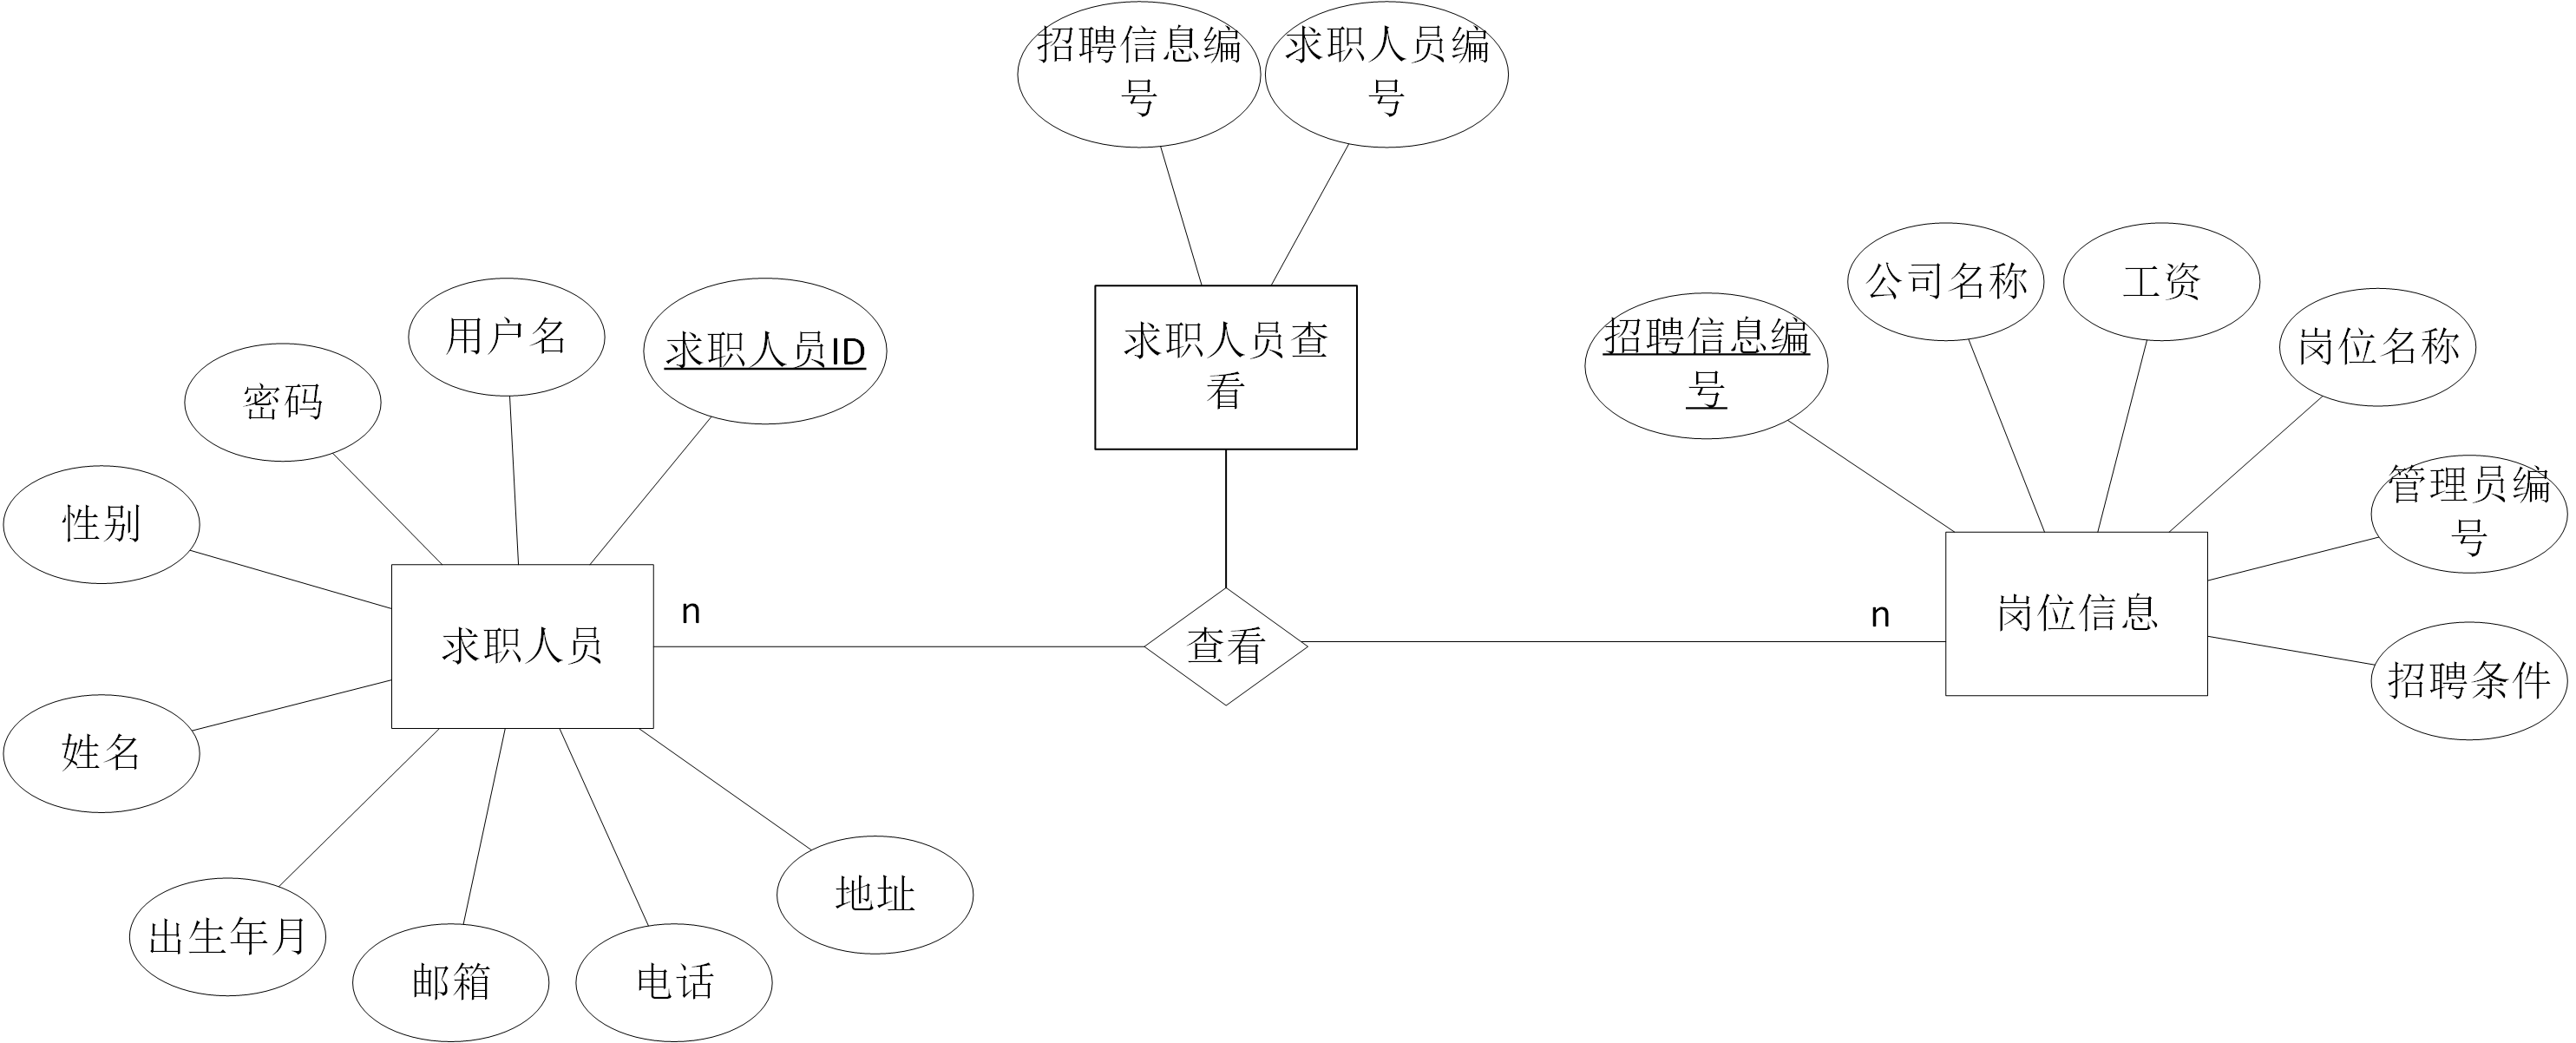 招聘信息编
号
求职人员编
号
公司名称
工资
用户名
求职人员ID
求职人员查
看
招聘信息编
号
岗位名称
密码
性别
管理员编
号
n
n
岗位信息
求职人员
查看
招聘条件
姓名
地址
出生年月
邮箱
电话